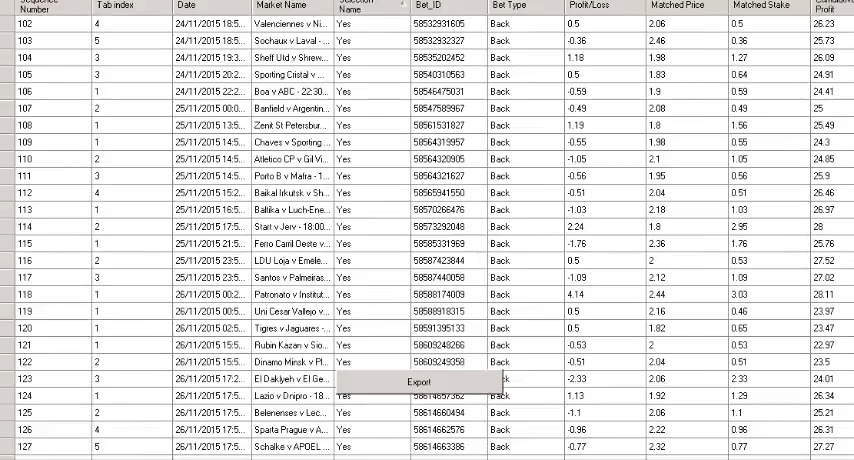 Sequence Number Tab index Date Market Name Selection Name Bet_ID Bet Type Profit/Loss Matched Price Matched Stake Cumulative Profit
102 4 24/11/2015 18:5... Valenciennes v Ni... Yes 58532931605 Back 0.5 2.06 0.5 26.23
103 5 24/11/2015 18:5... Sochaux v Laval -... Yes 58532932327 Back -0.36 2.46 0.36 25.73
104 3 24/11/2015 19:3... Sheff Utd v Shrew... Yes 58535202452 Back 1.18 1.98 1.27 26.09
105 3 24/11/2015 20:2... Sporting Cristal v ... Yes 58540310563 Back 0.5 1.83 0.64 24.91
106 1 24/11/2015 22:2... Boa v ABC - 22:30... Yes 58546475031 Back -0.59 1.9 0.59 24.41
107 2 25/11/2015 00:0... Banfield v Argentin... Yes 58547589967 Back -0.49 2.08 0.49 25
108 1 25/11/2015 13:5... Zenit St Petersbur... Yes 58561531827 Back 1.19 1.8 1.56 25.49
109 1 25/11/2015 14:5... Chaves v Sporting ... Yes 58564319957 Back -0.55 1.98 0.55 24.3
110 2 25/11/2015 14:5... Atletico CP v Gil Vi... Yes 58564320905 Back -1.05 2.1 1.05 24.85
111 3 25/11/2015 14:5... Porto B v Mafra - 1... Yes 58564321627 Back -0.56 1.95 0.56 25.9
112 4 25/11/2015 15:2... Baikal Irkutsk v Sh... Yes 58565941550 Back -0.51 2.04 0.51 26.46
113 1 25/11/2015 16:5... Baltika v Luch-Ene... Yes 58570266476 Back -1.03 2.18 1.03 26.97
114 2 25/11/2015 17:5... Start v Jerv - 18:00... Yes 58573292048 Back 2.24 1.8 2.95 28
115 1 25/11/2015 21:5... Ferro Carril Oeste v... Yes 58585331969 Back -1.76 2.36 1.76 25.76
116 2 25/11/2015 23:5... LDU Loja v Emele... Yes 58587423844 Back 0.5 2 0.53 27.52
117 3 25/11/2015 23:5... Santos v Palmeiras... Yes 58587440058 Back -1.09 2.12 1.09 27.02
118 1 26/11/2015 00:2... Patronato v Institut... Yes 58588174009 Back 4.14 2.44 3.03 28.11
119 1 26/11/2015 00:5... Uni Cesar Vallejo v... Yes 58588918315 Back 0.5 2.16 0.46 23.97
120 1 26/11/2015 02:5... Tigres v Jaguares -... Yes 58591395133 Back 0.5 1.82 0.65 23.47
121 1 26/11/2015 15:5... Rubin Kazan v Sio... Yes 58609248266 Back -0.53 2 0.53 22.97
122 2 26/11/2015 15:5... Dinamo Minsk v Pl... Yes 58609249358 Back -0.51 2.04 0.51 23.5
123 3 26/11/2015 17:2... El Daklyeh v El Ge... Export ck -2.33 2.06 2.33 24.01
124 1 26/11/2015 17:5... Lazio v Dnipro - 18... Yes 58614657362 Back 1.13 1.92 1.29 26.34
125 2 26/11/2015 17:5... Belenenses v Lec... Yes 58614660494 Back -1.1 2.06 1.1 25.21
126 4 26/11/2015 17:5... Sparta Prague v A... Yes 58614662576 Back -0.96 2.22 0.96 26.31
127 5 26/11/2015 17:5... Schalke v APOEL ... Yes 58614663386 Back -0.77 2.32 0.77 27.27